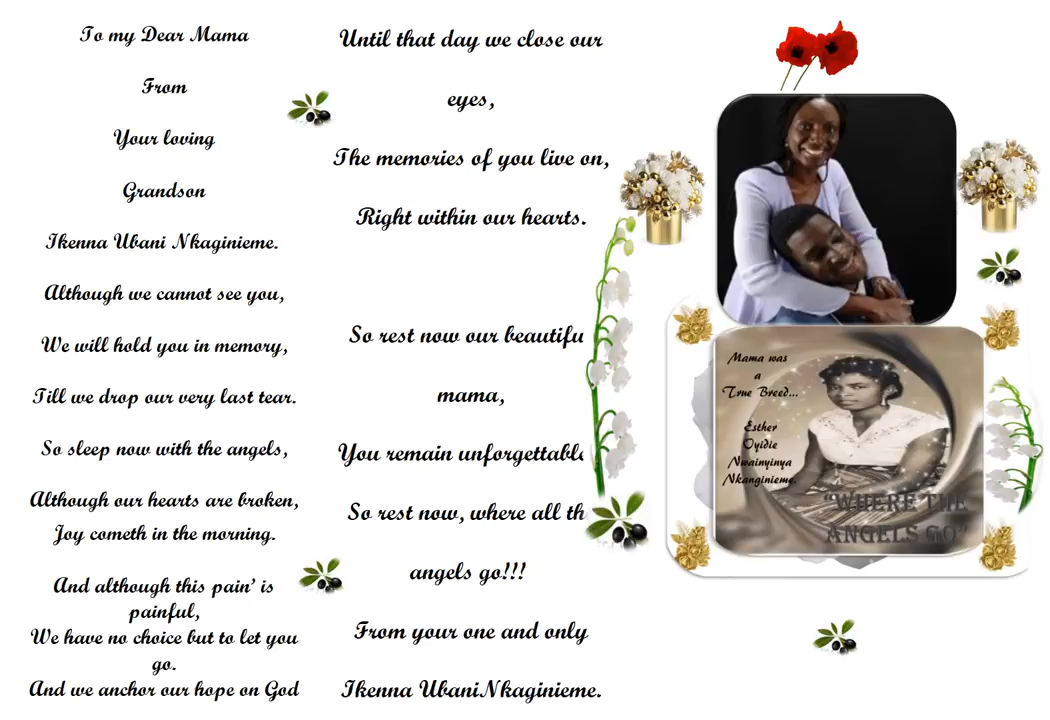 To my Dear Mama
From
Your loving
Grandson
Ikenna Ubani Nkaginieme.
Although we cannot see you,
We will hold you in memory,
Till we drop our very last tear.
So sleep now with the angels,
Although our hearts are broken,
Joy cometh in the morning.
And although this pain' is
painful,
We have no choice but to let you
go.
And we anchor our hope on God
Until that day we close our
eyes,
The memories of you live on,
Right within our hearts.
So rest now our beautifu
mama,
You remain unforgettable
So rest now, where all th
angels go!!!
From your one and only
Ikenna UbaniNkaginieme.
Mama was
a
True Breed...
Esther
Oyidie
Nwainyinya
Nkanginieme.
"WHERE THE
ANGELS GO"